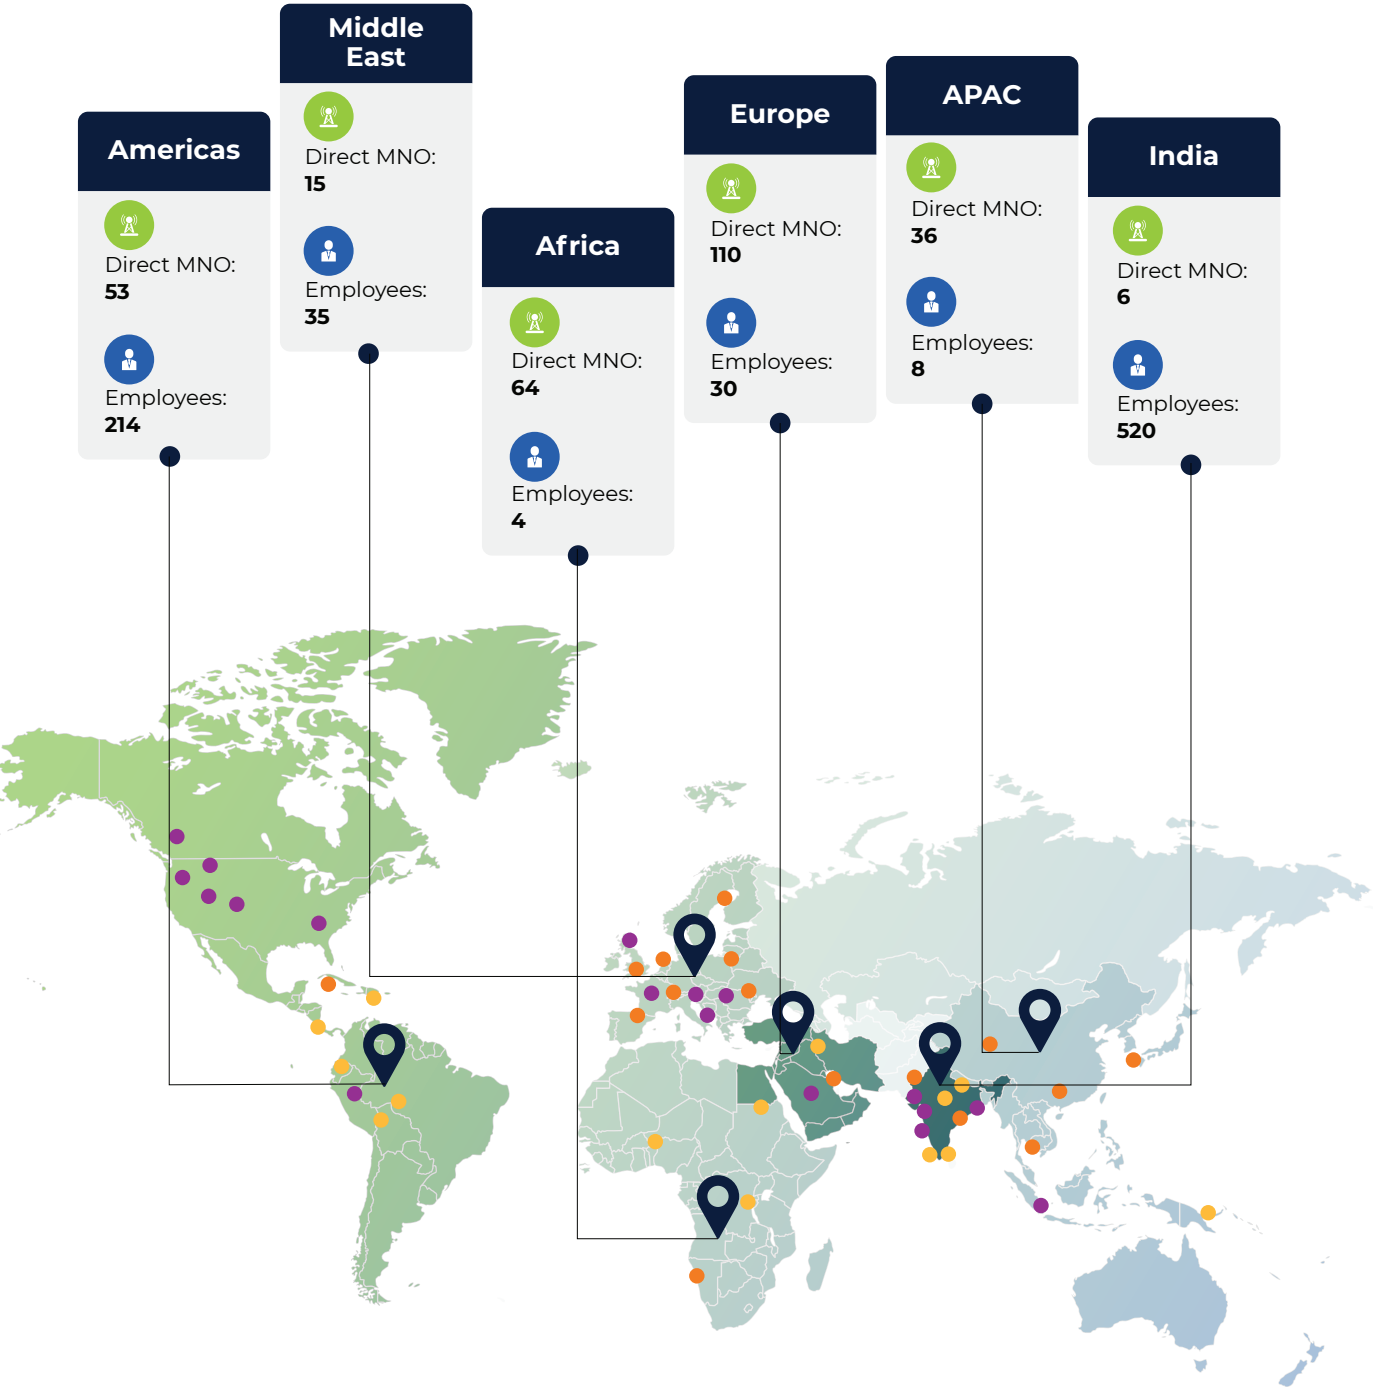 Americas
Direct MNO:
53
Employees:
214
Middle
East
Direct MNO:
15
Employees:
35
Africa
Direct MNO:
64
Employees:
4
Europe
Direct MNO:
110
Employees:
30
APAC
Direct MNO:
36
Employees:
8
India
Direct MNO:
6
Employees:
520